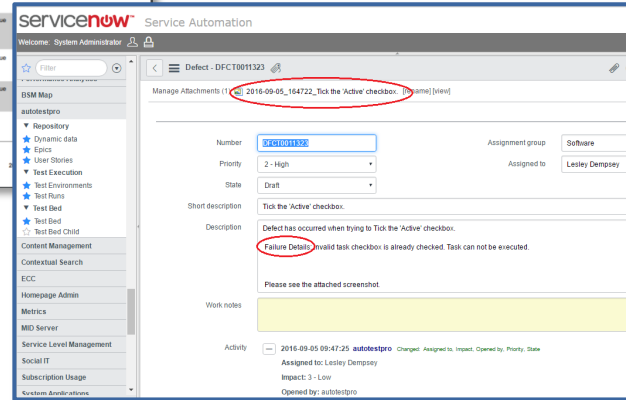 servicenow™ Service Automation
Welcome: System Administrator
Filter
Defect - DFCT0011323
Manage Attachments (1): 2016-09-05_164722_Tick the 'Active' checkbox. [rename] [view]
BSM Map
autotestpro
Repository
Dynamic data
Epics
User Stories
Test Execution
Test Environments
Test Runs
Test Bed
Test Bed
Test Bed Child
Content Management
Contextual Search
ECC
Homepage Admin
Metrics
MID Server
Service Level Management
Social IT
Subscription Usage
System Applications
Number DFCT0011323 Assignment group Software
Priority 2 - High Assigned to Lesley Dempsey
State Draft
Short description Tick the 'Active' checkbox.
Description Defect has occurred when trying to Tick the 'Active' checkbox.
Failure Details: Invalid task checkbox is already checked. Task can not be executed.
Please see the attached screenshot.
Work notes
Activity 2016-09-05 09:47:25 autotestpro Changed: Assigned to, Impact, Opened by, Priority, State
Assigned to: Lesley Dempsey
Impact: 3 - Low
Opened by: autotestpro